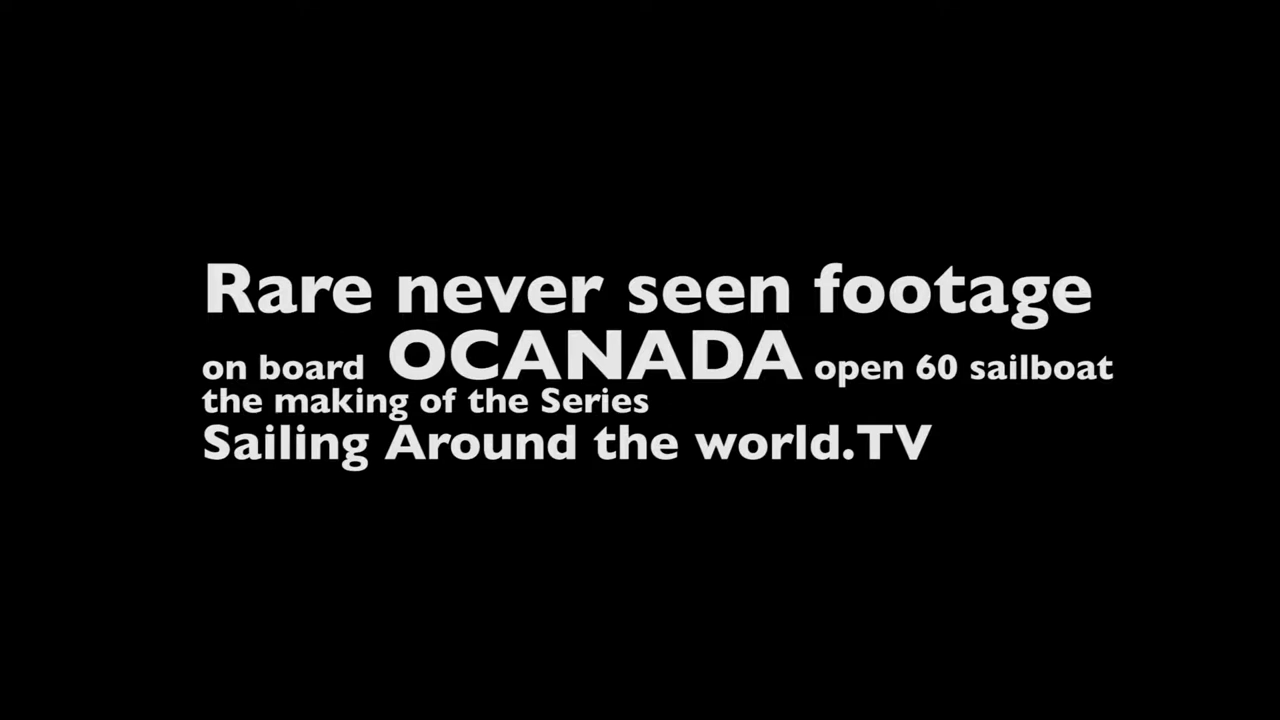 Rare never seen footage
on board OCANADA open 60 sailboat
the making of the Series
Sailing Around the world.TV